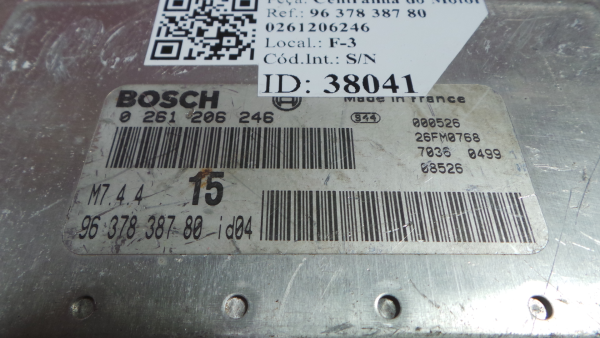 Peça: Centralina do Motor
Ref.: 96 378 387 80
0261206246
Local.: F-3
Cód.Int.: S/N
ID: 38041
BOSCH
Made in France
0 261 206 246
S44
000526
26FM0768
7036 0499
08526
M7.4.4
15
96 378 387 80 id04